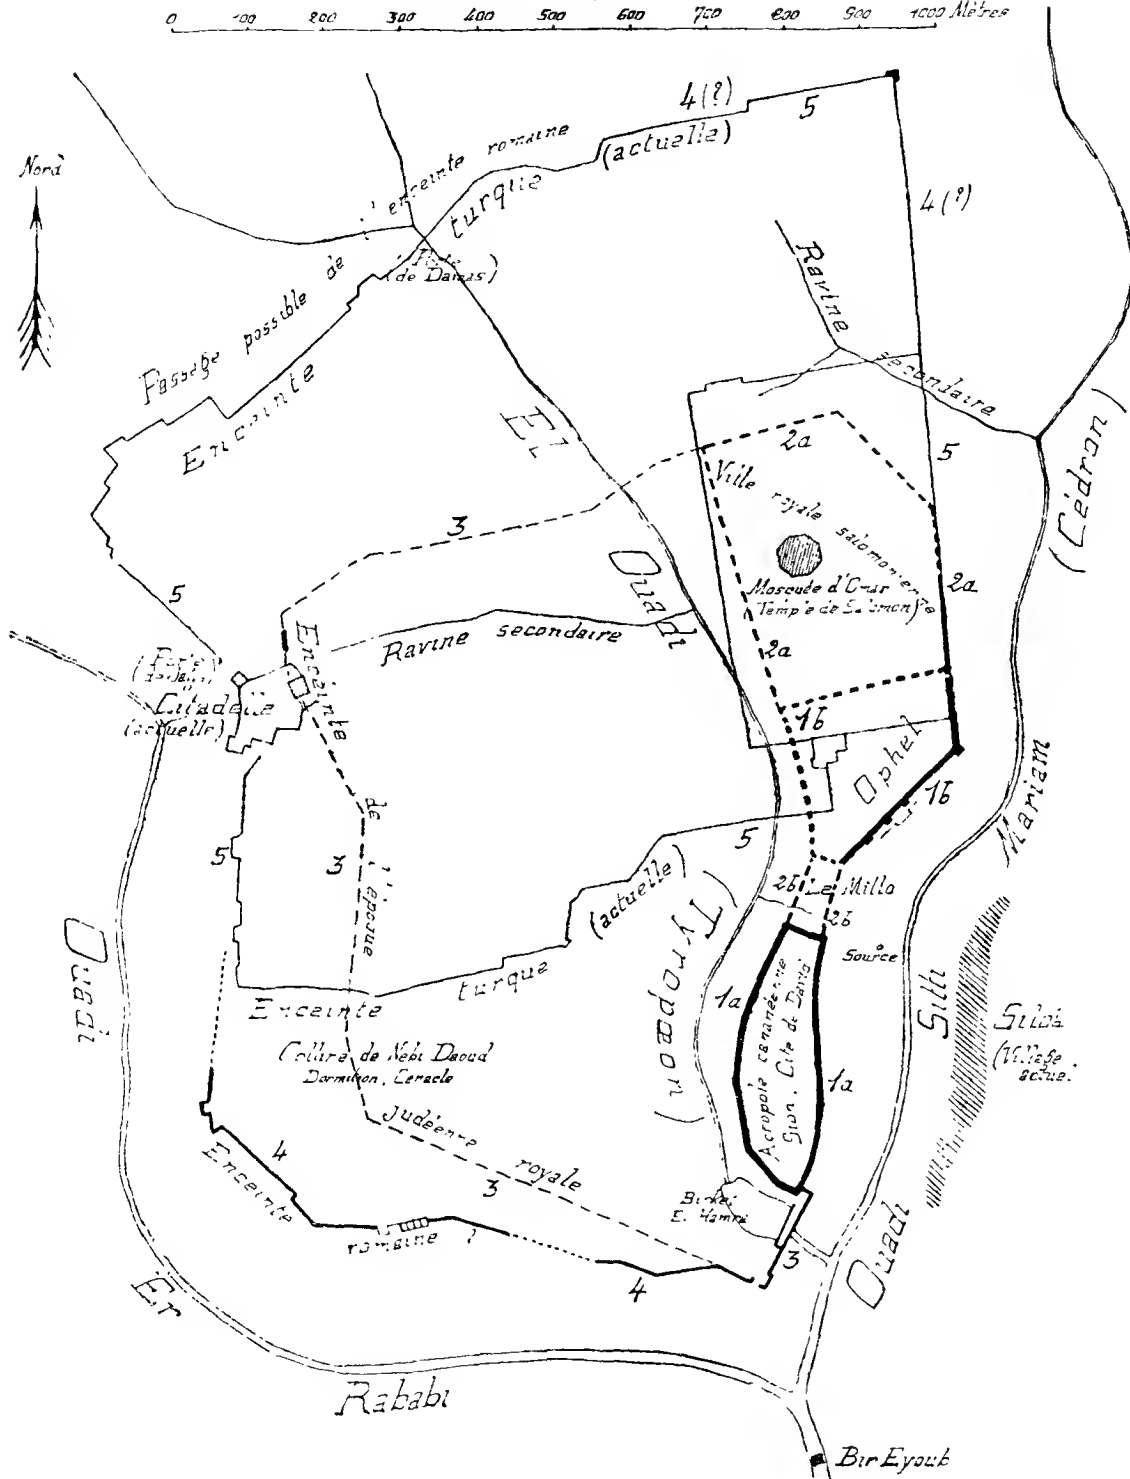 0 100 200 300 400 500 600 700 800 900 1000 Mètres
Nord
4 (?)
5
(actuelle)
Passage possible de l'enceinte romaine
Enceinte turque
(de Damas)
4 (?)
Ravine secondaire
El Ouadi
(Tyropœon)
5
2a
Ville royale salomonienne
3
Mosquée d'Omar
(Temple de Salomon)
2a
2a
5
Ravine secondaire
Enceinte de l'époque judéenne royale
Citadelle
(actuelle)
1b
Ophel
1b
5
3
5
(actuelle)
2b Le Millo
2b
Source
Enceinte turque
1a
Acropole cananéenne
Sion, Cité de David
1a
Siloé
(Village
Colline de Nebi Daoud
Dormition, Cénacle
4
Enceinte romaine ?
3
Birket
E. Hamra
3
4
Ouadi Sitti Mariam
(Cédron)
Ouadi Er Rababi
Bir Eyoub